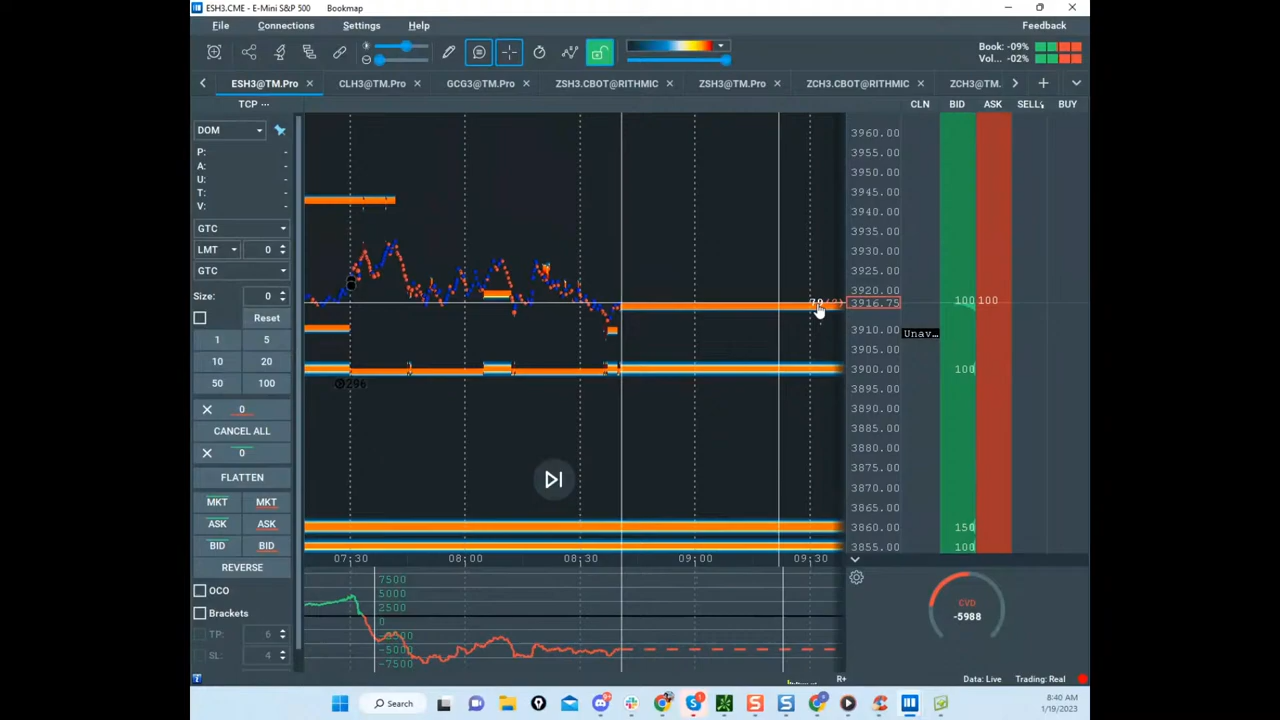 ESH3.CME - E-Mini S&P 500 Bookmap
File Connections Settings Help Feedback
Book: -09%
Vol... -02%
ESH3@TM.Pro CLH3@TM.Pro GCG3@TM.Pro ZSH3.CBOT@RITHMIC ZSH3@TM.Pro ZCH3.CBOT@RITHMIC ZCH3@TM.
TCP ... CLN BID ASK SELL BUY
DOM
P: -
A: -
U: -
T: -
V: -
GTC
LMT 0
GTC
Size: 0
Reset
1 5
10 20
50 100
0
CANCEL ALL
0
FLATTEN
MKT MKT
ASK ASK
BID BID
REVERSE
OCO
Brackets
TP: 6
SL: 4
3960.00
3955.00
3950.00
3945.00
3940.00
3935.00
3930.00
3925.00
3920.00
3916.75 100 100
3910.00
Unav...
3905.00
3900.00 100
3895.00
3890.00
3885.00
3880.00
3875.00
3870.00
3865.00
3860.00 150
3855.00 100
296
07:30 08:00 08:30 09:00 09:30
7500
5000
2500
0
-5000
-7500
CVD
-5988
R+ Data: Live Trading: Real
Search
8:40 AM
1/19/2023